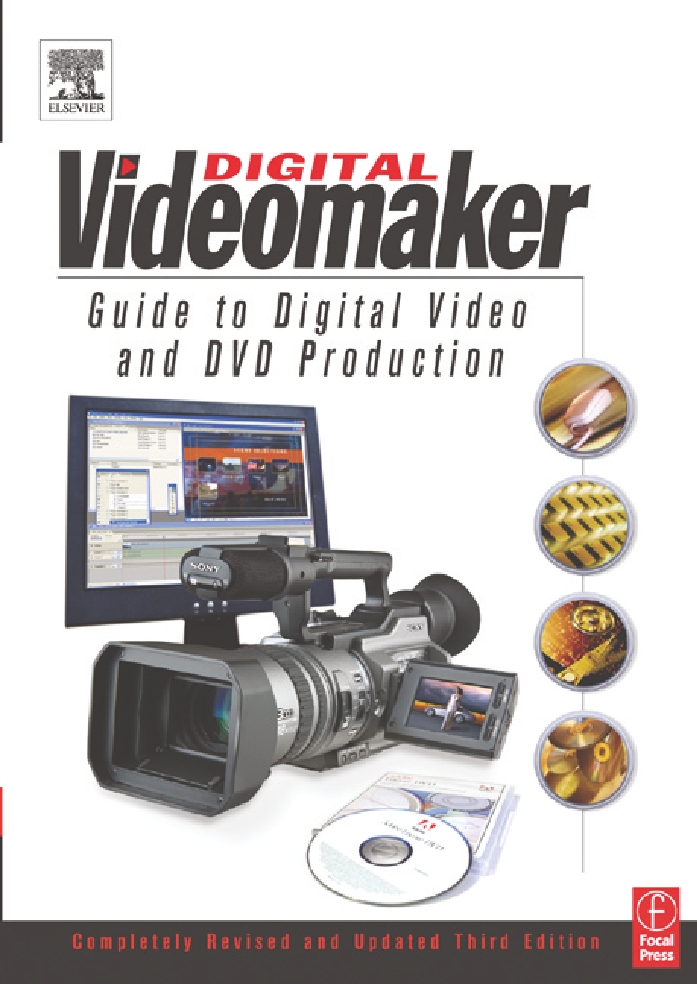 ELSEVIER
DIGITAL
Videomaker
Guide to Digital Video
and DVD Production
SONY
Completely Revised and Updated Third Edition
Focal
Press